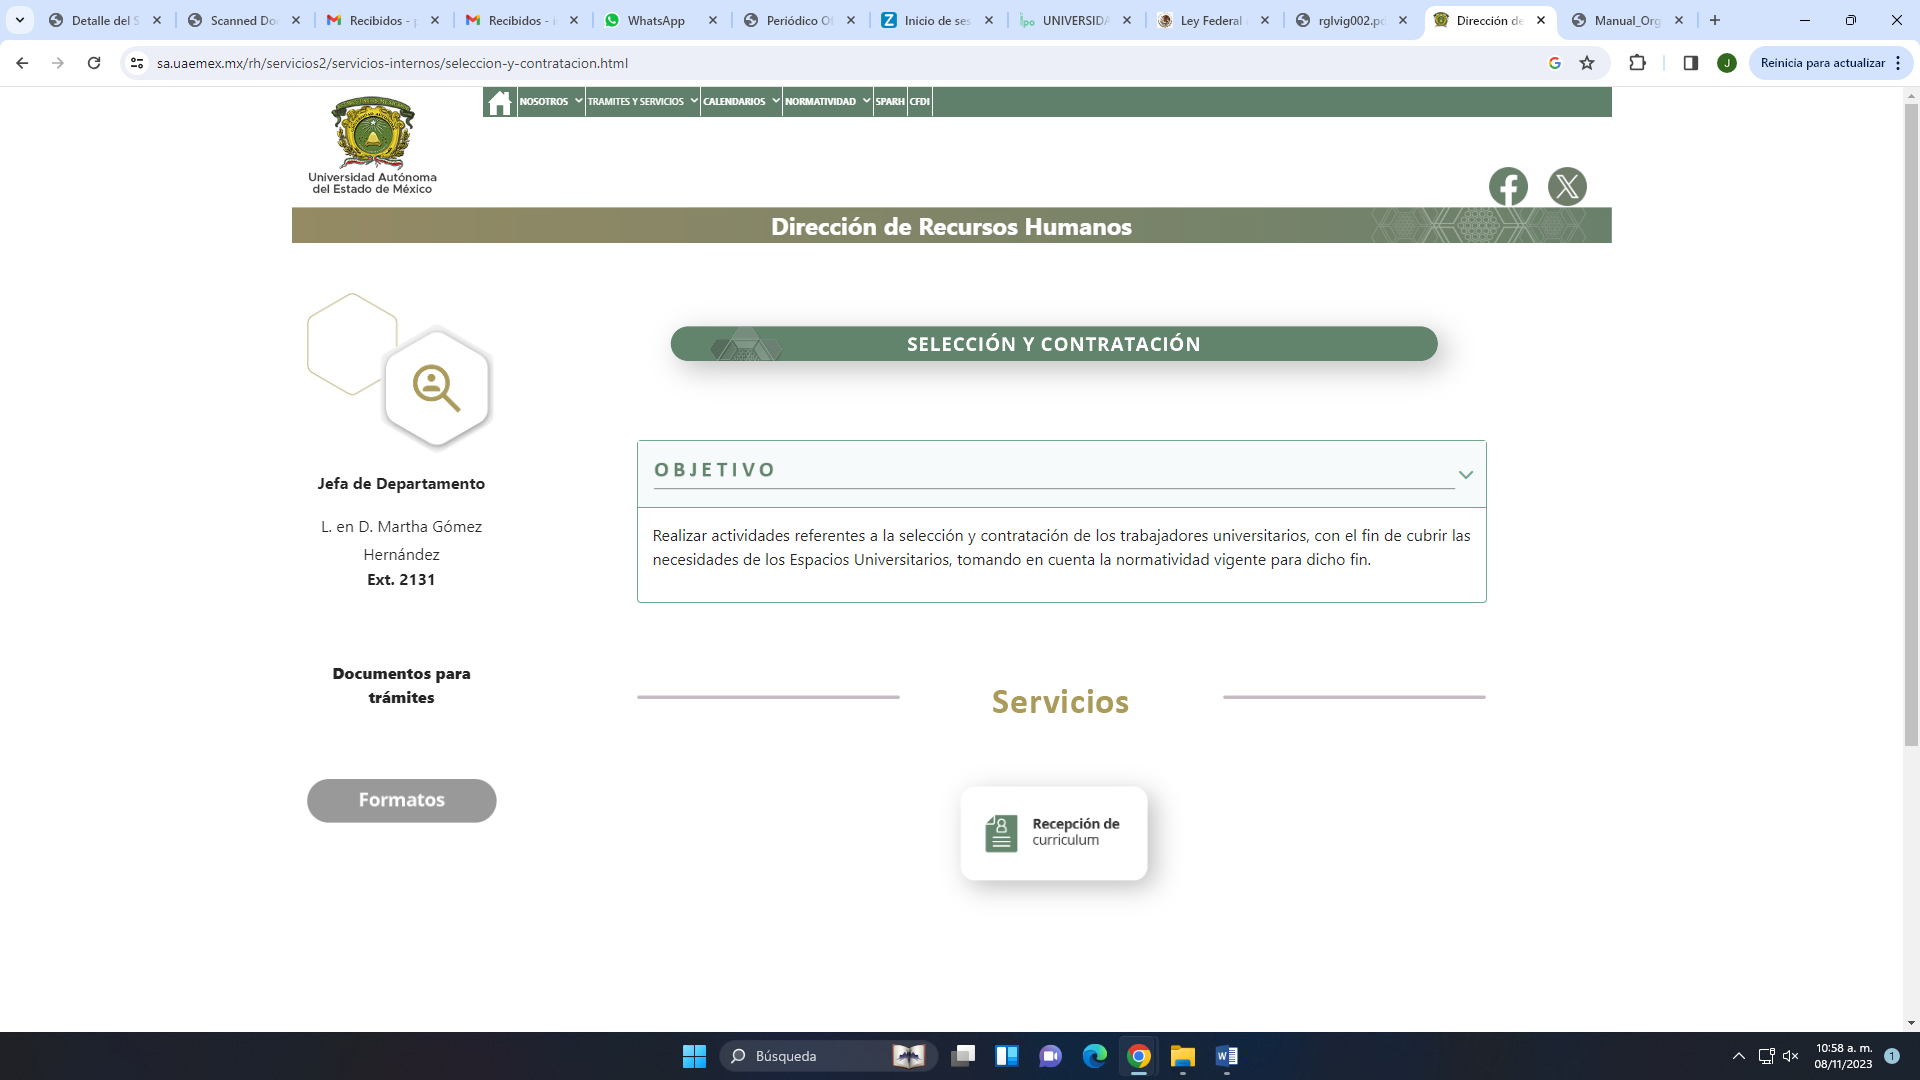 Detalle del S
Scanned Do
Recibidos - p
Recibidos - i
WhatsApp
Periódico Of
Inicio de ses
UNIVERSIDA
Ley Federal
rglvig002.pd
Dirección de
Manual_Org
sa.uaemex.mx/rh/servicios2/servicios-internos/seleccion-y-contratacion.html
J
Reinicia para actualizar
NOSOTROS
TRAMITES Y SERVICIOS
CALENDARIOS
NORMATIVIDAD
SPARH
CFDI
Universidad Autónoma
del Estado de México
Dirección de Recursos Humanos
SELECCIÓN Y CONTRATACIÓN
OBJETIVO
Realizar actividades referentes a la selección y contratación de los trabajadores universitarios, con el fin de cubrir las
necesidades de los Espacios Universitarios, tomando en cuenta la normatividad vigente para dicho fin.
Jefa de Departamento
L. en D. Martha Gómez
Hernández
Ext. 2131
Documentos para
trámites
Formatos
Servicios
Recepción de
curriculum
Búsqueda
10:58 a. m.
08/11/2023
1